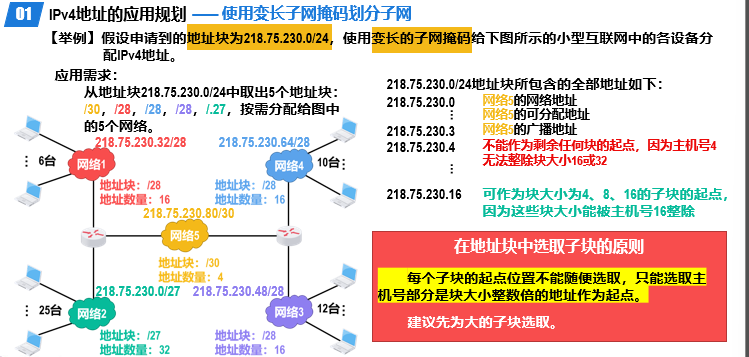 01 IPv4地址的应用规划 —— 使用变长子网掩码划分子网
【举例】假设申请到的地址块为218.75.230.0/24，使用变长的子网掩码给下图所示的小型互联网中的各设备分
配IPv4地址。
应用需求：
从地址块218.75.230.0/24中取出5个地址块：
/30，/28，/28，/28，/.27，按需分配给图中
的5个网络。
218.75.230.32/28
218.75.230.64/28
6台
网络1
网络4
10台
地址块：/28
地址数量：16
地址块：/28
地址数量：16
218.75.230.80/30
网络5
地址块：/30
地址数量：4
218.75.230.0/27
218.75.230.48/28
25台
网络2
网络3
12台
地址块：/27
地址数量：32
地址块：/28
地址数量：16
218.75.230.0/24地址块所包含的全部地址如下：
218.75.230.0 网络5的网络地址
⋮ 网络5的可分配地址
218.75.230.3 网络5的广播地址
218.75.230.4 不能作为剩余任何块的起点，因为主机号4
⋮ 无法整除块大小16或32
218.75.230.16 可作为块大小为4、8、16的子块的起点，
因为这些块大小能被主机号16整除
在地址块中选取子块的原则
每个子块的起点位置不能随便选取，只能选取主
机号部分是块大小整数倍的地址作为起点。
建议先为大的子块选取。